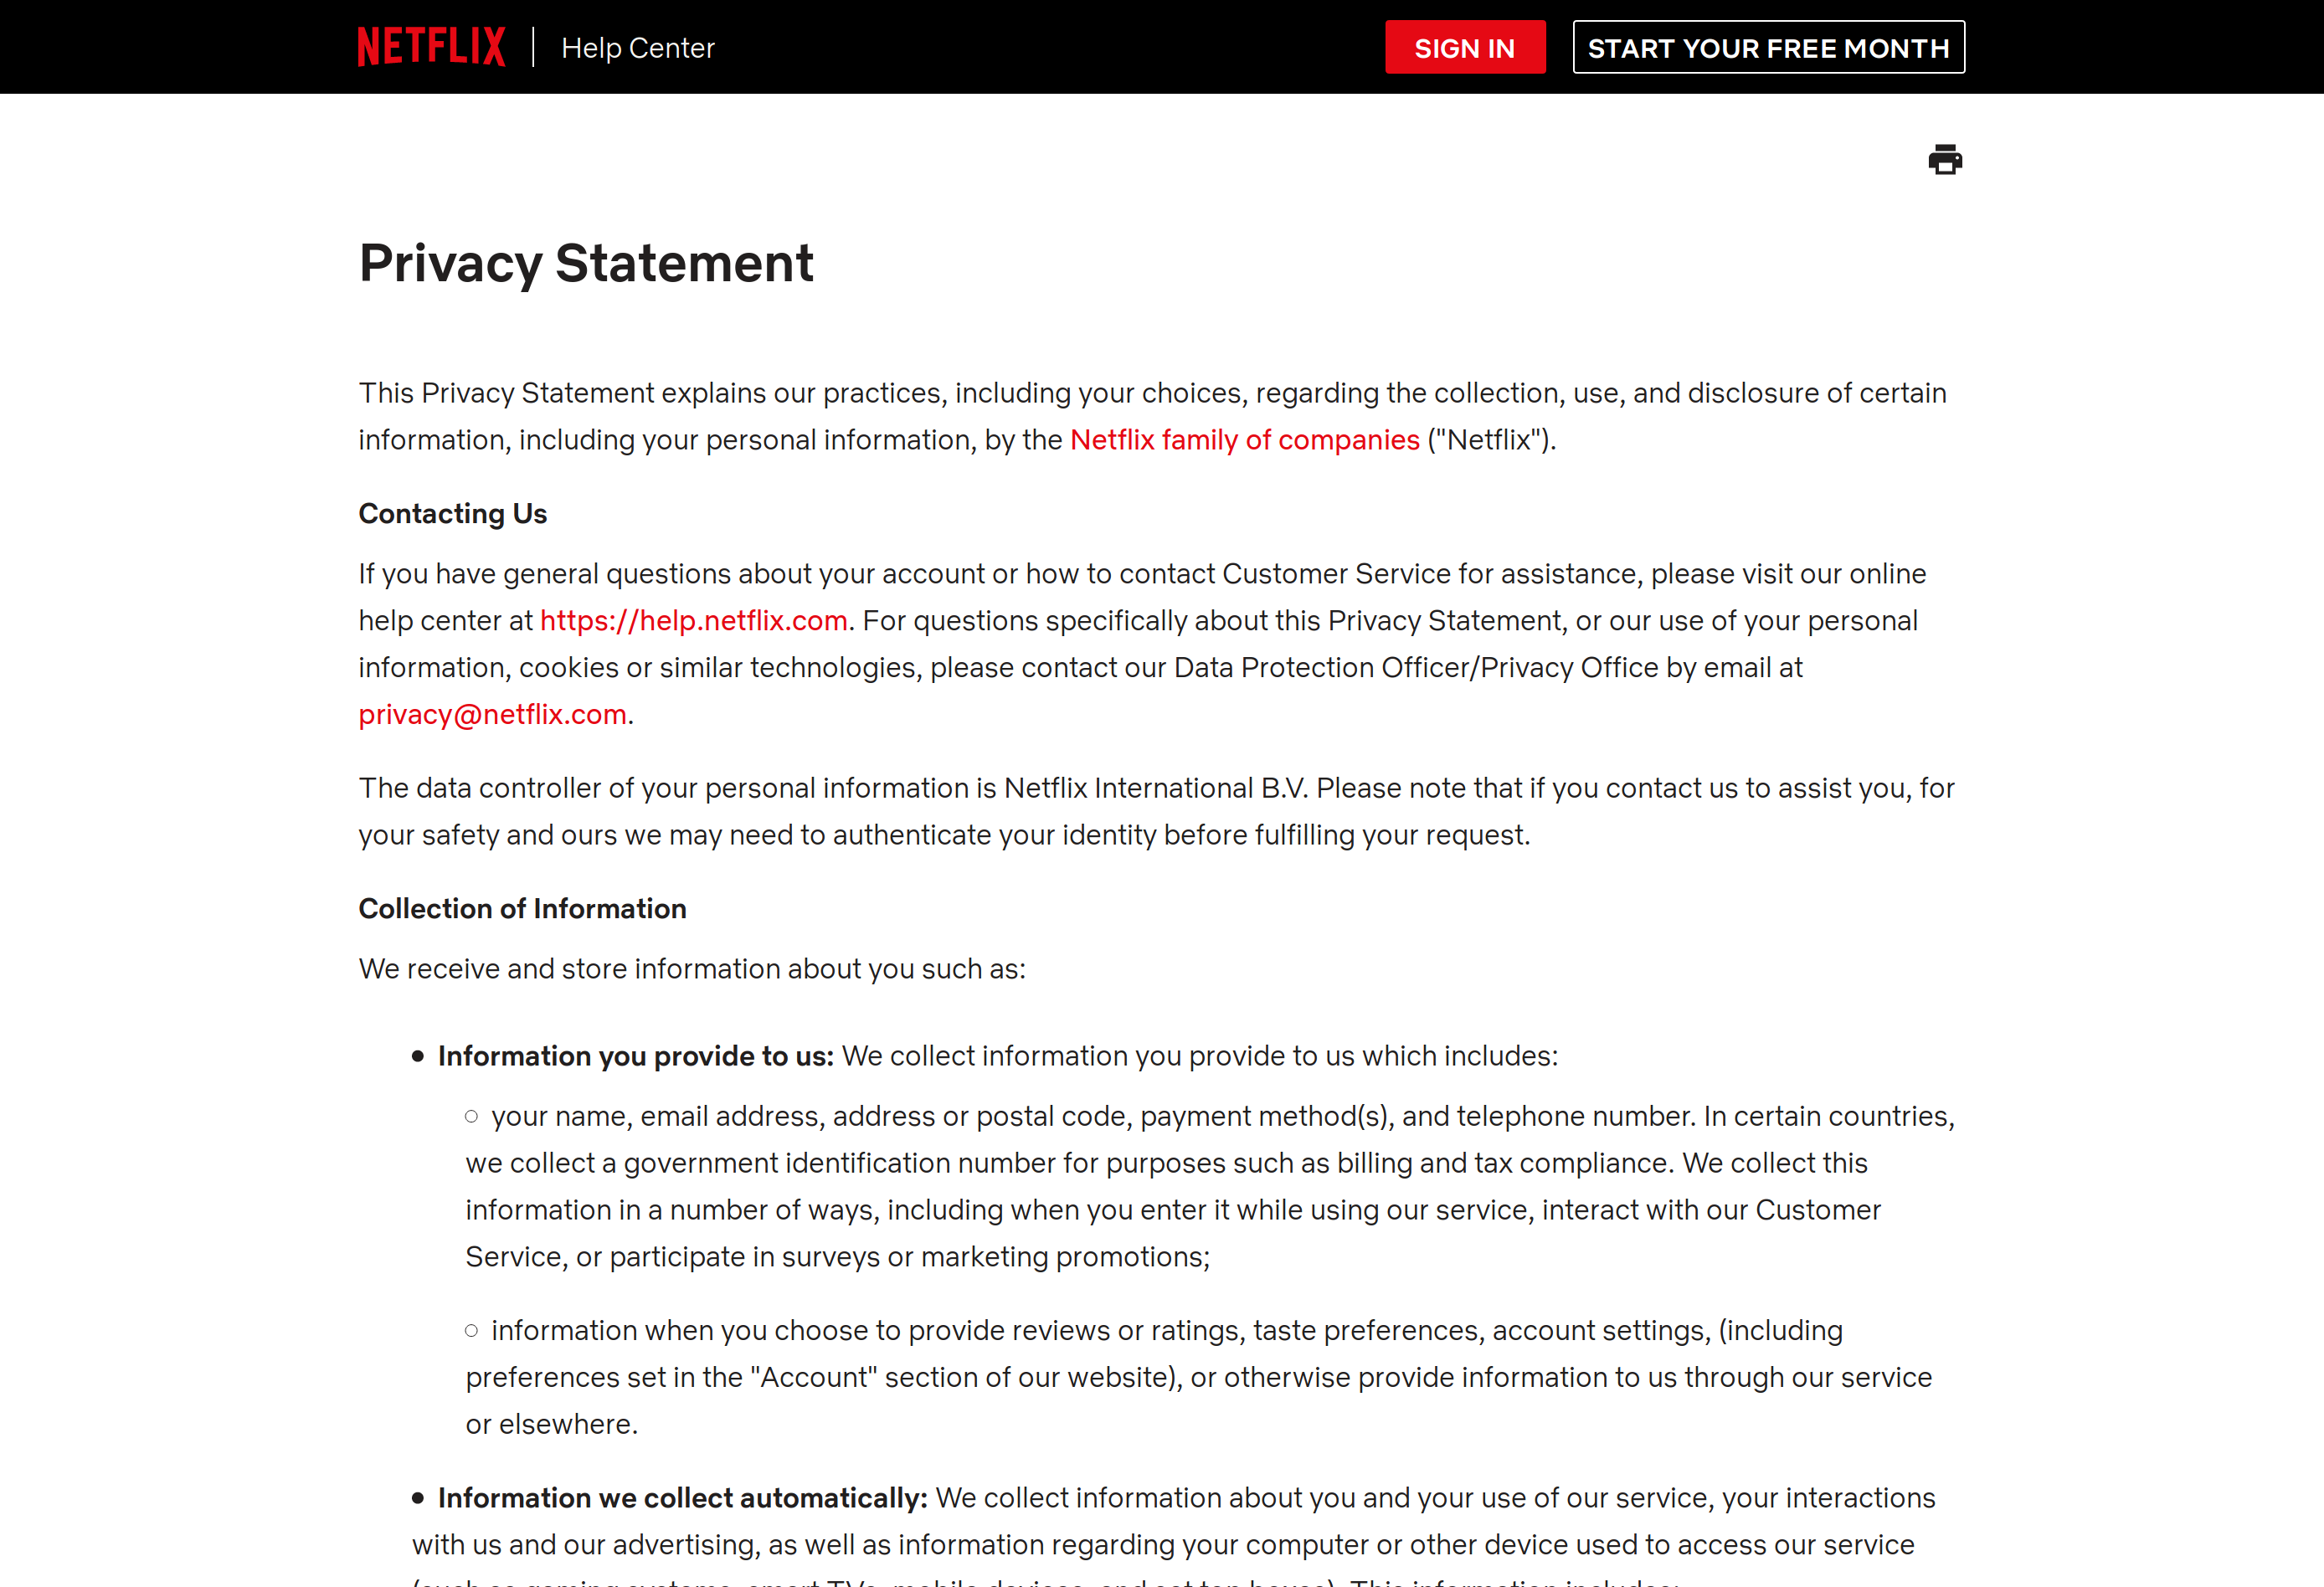 NETFLIX
Help Center
SIGN IN
START YOUR FREE MONTH
Privacy Statement
This Privacy Statement explains our practices, including your choices, regarding the collection, use, and disclosure of certain
information, including your personal information, by the Netflix family of companies ("Netflix").
Contacting Us
If you have general questions about your account or how to contact Customer Service for assistance, please visit our online
help center at https://help.netflix.com. For questions specifically about this Privacy Statement, or our use of your personal
information, cookies or similar technologies, please contact our Data Protection Officer/Privacy Office by email at
privacy@netflix.com.
The data controller of your personal information is Netflix International B.V. Please note that if you contact us to assist you, for
your safety and ours we may need to authenticate your identity before fulfilling your request.
Collection of Information
We receive and store information about you such as:
● Information you provide to us: We collect information you provide to us which includes:
○ your name, email address, address or postal code, payment method(s), and telephone number. In certain countries,
we collect a government identification number for purposes such as billing and tax compliance. We collect this
information in a number of ways, including when you enter it while using our service, interact with our Customer
Service, or participate in surveys or marketing promotions;
○ information when you choose to provide reviews or ratings, taste preferences, account settings, (including
preferences set in the "Account" section of our website), or otherwise provide information to us through our service
or elsewhere.
● Information we collect automatically: We collect information about you and your use of our service, your interactions
with us and our advertising, as well as information regarding your computer or other device used to access our service
(such as gaming systems, smart TVs, mobile devices, and set top boxes). This information includes: